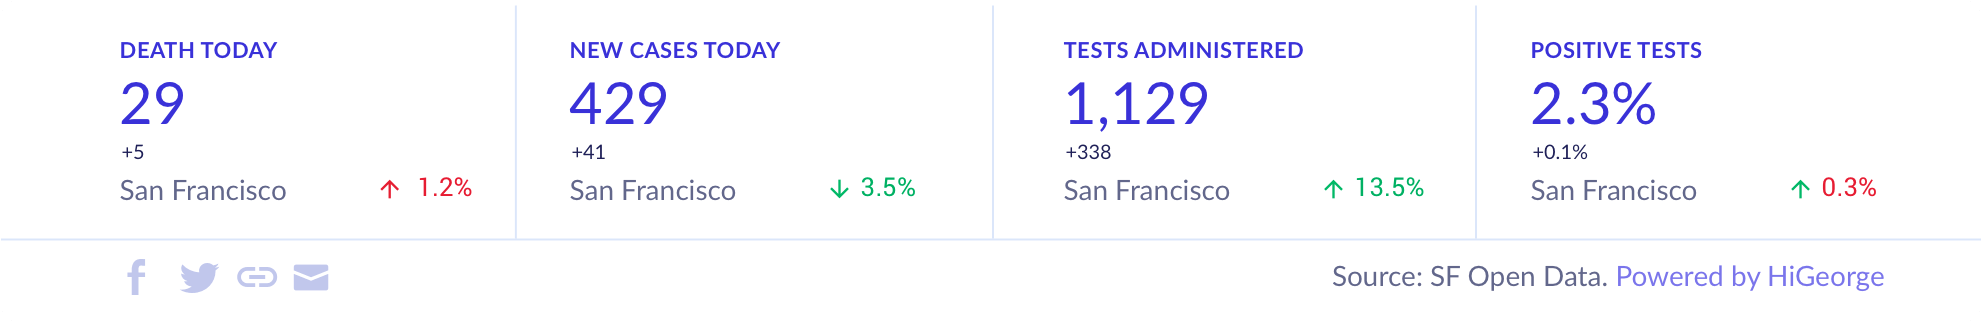 DEATH TODAY
29
+5
San Francisco ↑ 1.2%
NEW CASES TODAY
429
+41
San Francisco ↓ 3.5%
TESTS ADMINISTERED
1,129
+338
San Francisco ↑ 13.5%
POSITIVE TESTS
2.3%
+0.1%
San Francisco ↑ 0.3%
Source: SF Open Data. Powered by HiGeorge